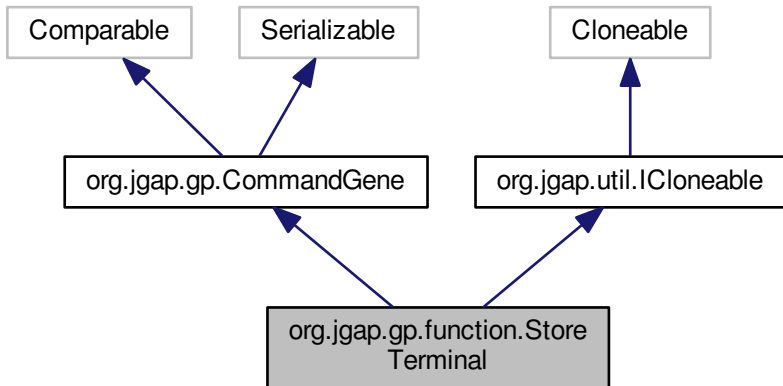 Comparable
Serializable
Cloneable
org.jgap.gp.CommandGene
org.jgap.util.ICloneable
org.jgap.gp.function.Store
Terminal